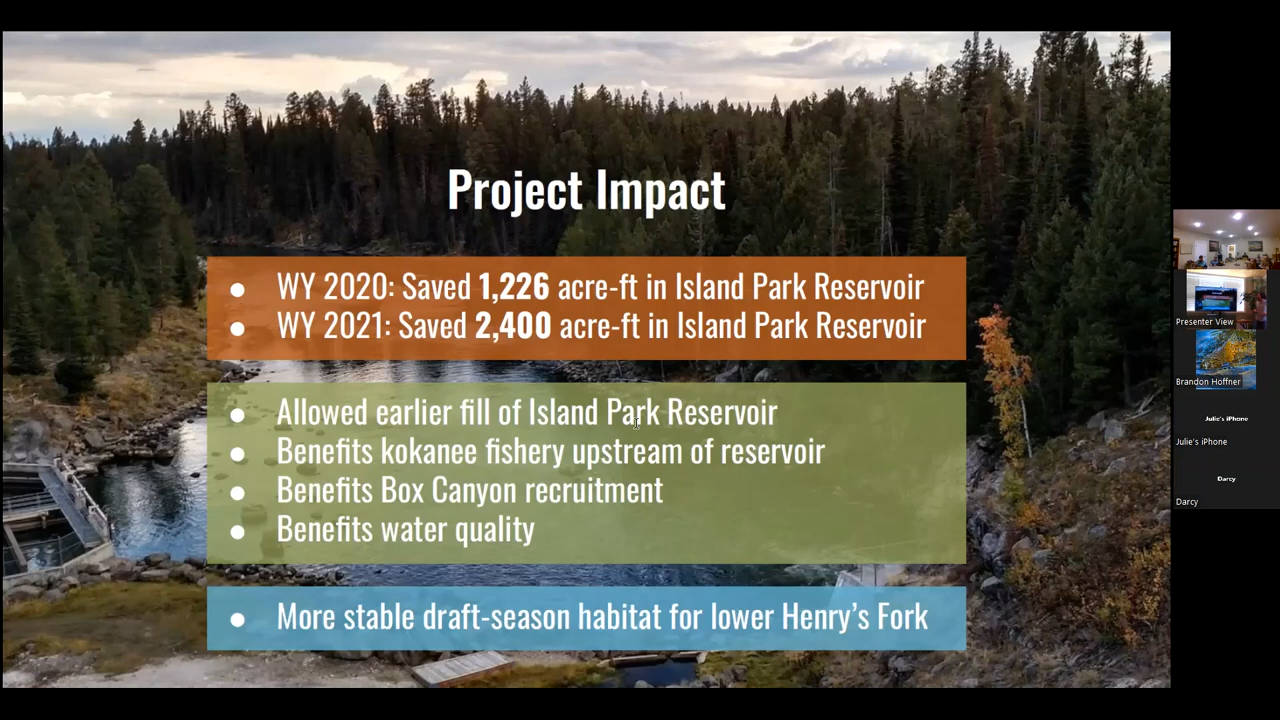 Project Impact
● WY 2020: Saved 1,226 acre-ft in Island Park Reservoir
● WY 2021: Saved 2,400 acre-ft in Island Park Reservoir
● Allowed earlier fill of Island Park Reservoir
● Benefits kokanee fishery upstream of reservoir
● Benefits Box Canyon recruitment
● Benefits water quality
● More stable draft-season habitat for lower Henry's Fork
Presenter View
Brandon Hoffner
Julie's iPhone
Julie's iPhone
Darcy
Darcy